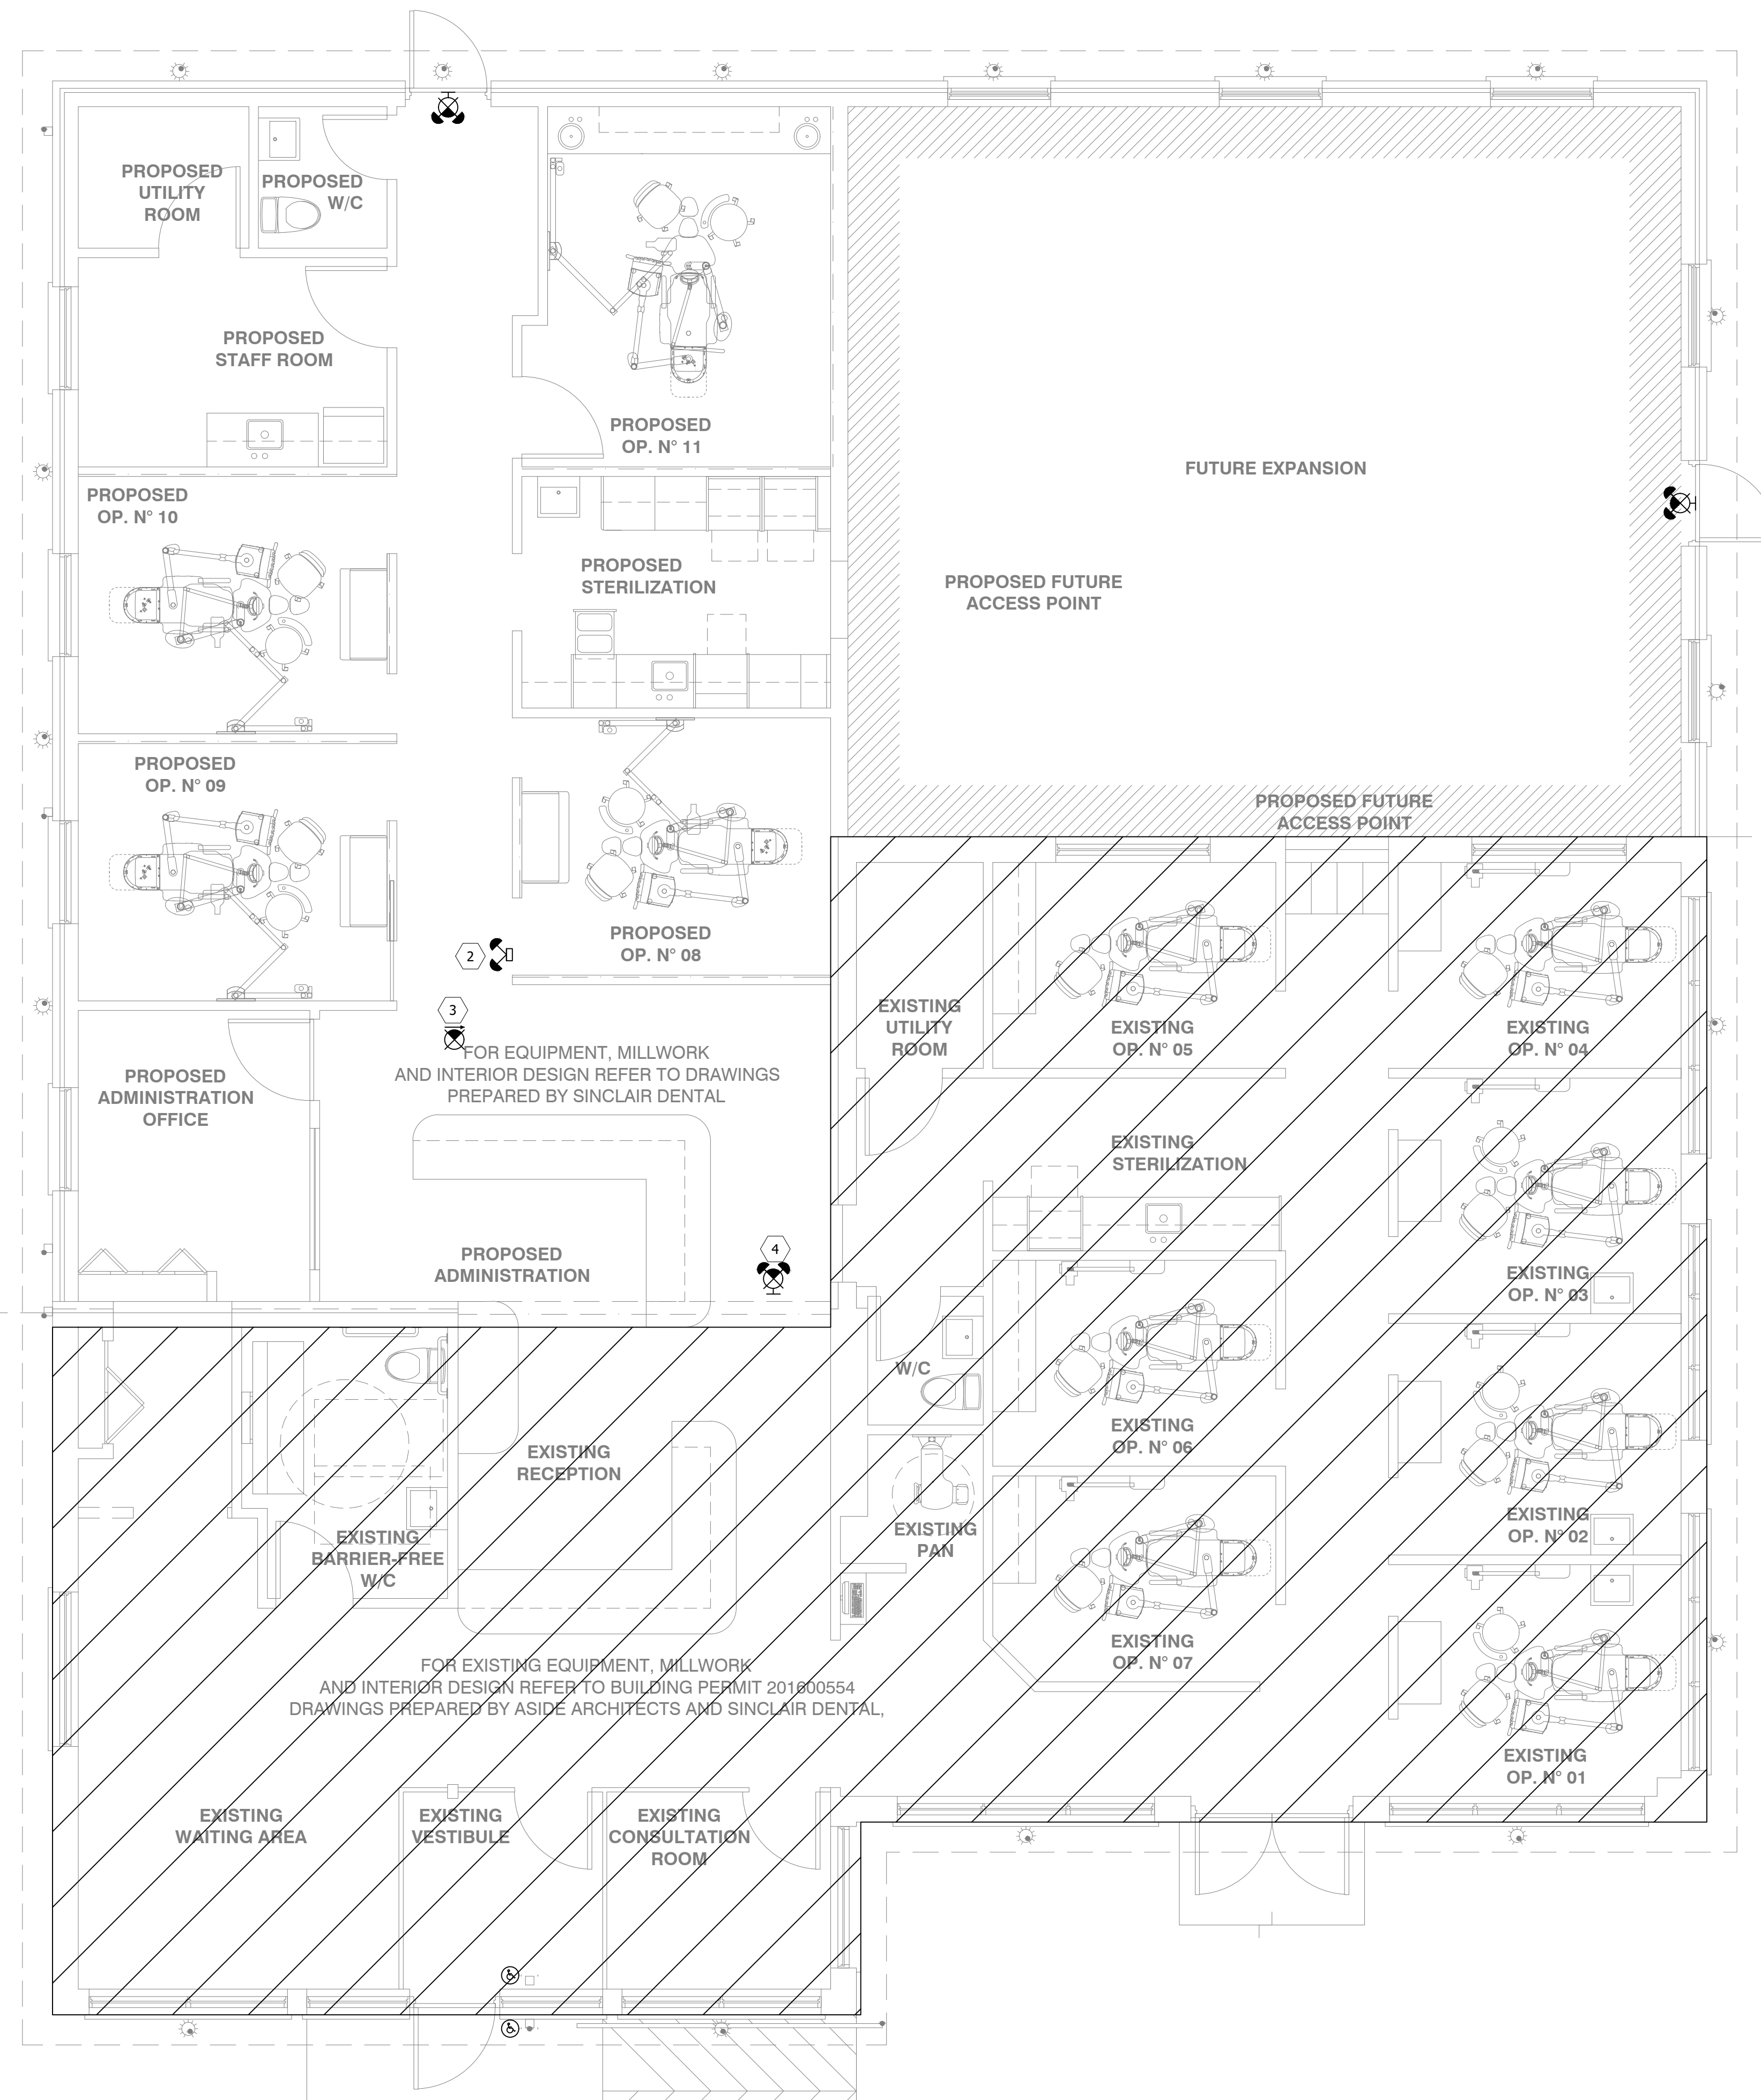 PROPOSED
UTILITY
ROOM
PROPOSED
W/C
PROPOSED
STAFF ROOM
PROPOSED
OP. N° 11
FUTURE EXPANSION
PROPOSED
OP. N° 10
PROPOSED
STERILIZATION
PROPOSED FUTURE
ACCESS POINT
PROPOSED
OP. N° 09
PROPOSED FUTURE
ACCESS POINT
PROPOSED
OP. N° 08
2
3
FOR EQUIPMENT, MILLWORK
AND INTERIOR DESIGN REFER TO DRAWINGS
PREPARED BY SINCLAIR DENTAL
EXISTING
UTILITY
ROOM
EXISTING
OP. N° 05
EXISTING
OP. N° 04
PROPOSED
ADMINISTRATION
OFFICE
EXISTING
STERILIZATION
PROPOSED
ADMINISTRATION
4
EXISTING
OP. N° 03
W/C
EXISTING
OP. N° 06
EXISTING
RECEPTION
EXISTING
PAN
EXISTING
OP. N° 02
EXISTING
BARRIER-FREE
W/C
EXISTING
OP. N° 07
FOR EXISTING EQUIPMENT, MILLWORK
AND INTERIOR DESIGN REFER TO BUILDING PERMIT 201600554
DRAWINGS PREPARED BY ASIDE ARCHITECTS AND SINCLAIR DENTAL,
EXISTING
OP. N° 01
EXISTING
WAITING AREA
EXISTING
VESTIBULE
EXISTING
CONSULTATION
ROOM